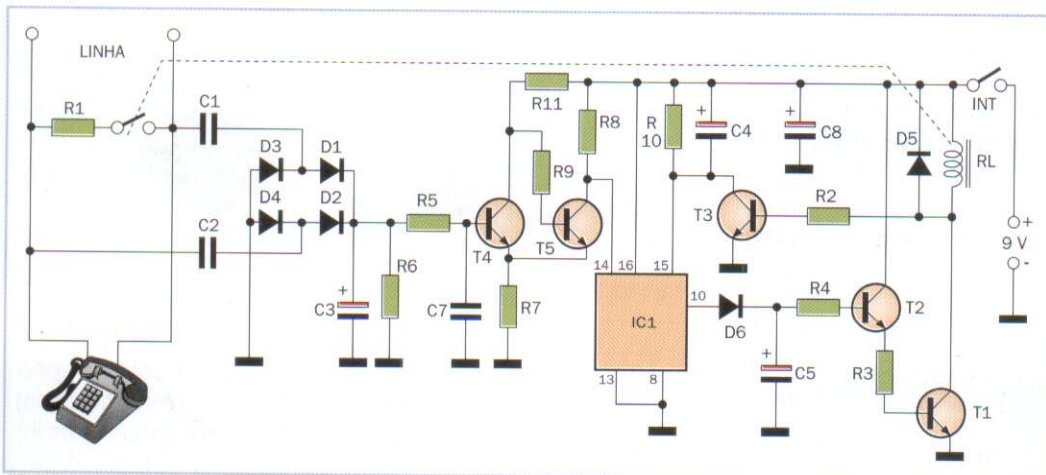 LINHA
R1
C1
D3
D1
D4
D2
C2
R5
R6
C3
+
C7
T4
R9
T5
R7
R11
R8
R
10
+
C4
+
C8
T3
R2
D5
INT
RL
+
9 V
-
14
16
15
10
IC1
13
8
D6
+
C5
R4
T2
R3
T1